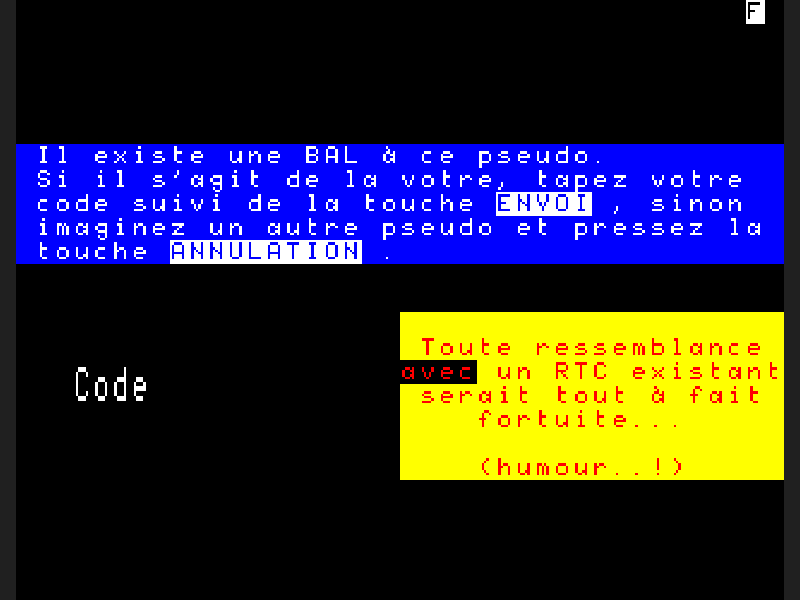 F
Il existe une BAL à ce pseudo.
Si il s'agit de la votre, tapez votre
code suivi de la touche ENVOI , sinon
imaginez un autre pseudo et pressez la
touche ANNULATION .
Toute ressemblance
avec un RTC existant
Code
serait tout à fait
fortuite...
(humour..!)